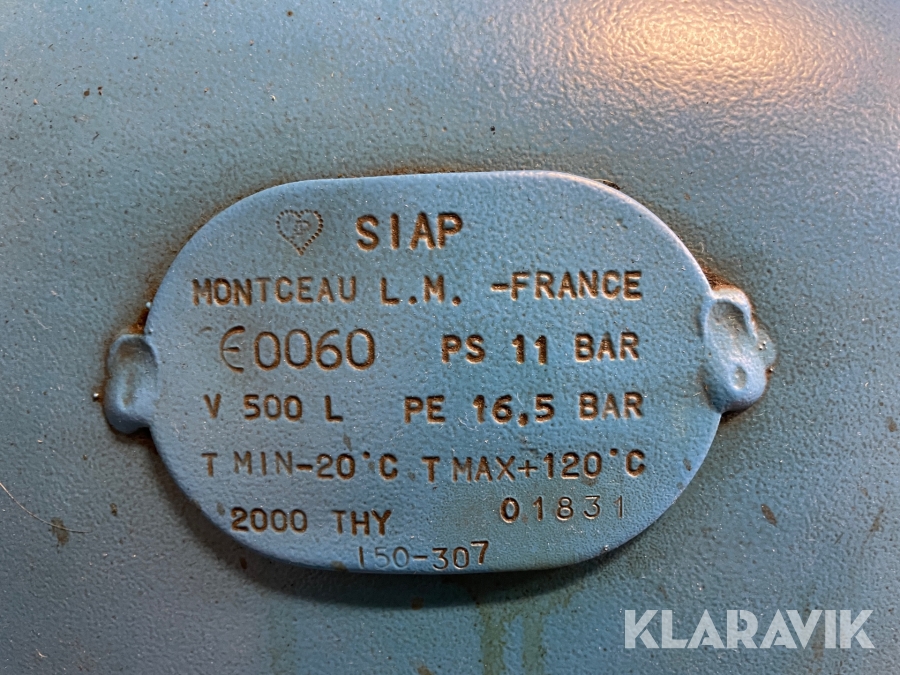 SIAP
MONTCEAU L.M. -FRANCE
CE0060 PS 11 BAR
V 500 L PE 16,5 BAR
T MIN-20°C T MAX+120°C
2000 THY 01831
150-307
KLARAVIK